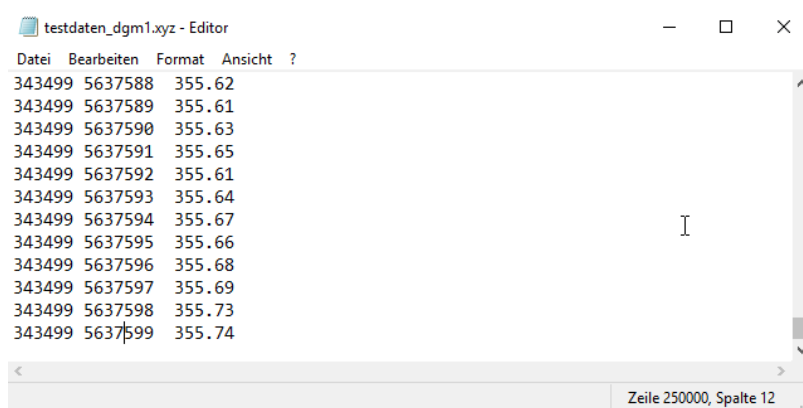 testdaten_dgm1.xyz - Editor
Datei Bearbeiten Format Ansicht ?
343499 5637588  355.62
343499 5637589  355.61
343499 5637590  355.63
343499 5637591  355.65
343499 5637592  355.61
343499 5637593  355.64
343499 5637594  355.67
343499 5637595  355.66
343499 5637596  355.68
343499 5637597  355.69
343499 5637598  355.73
343499 5637599  355.74
Zeile 250000, Spalte 12